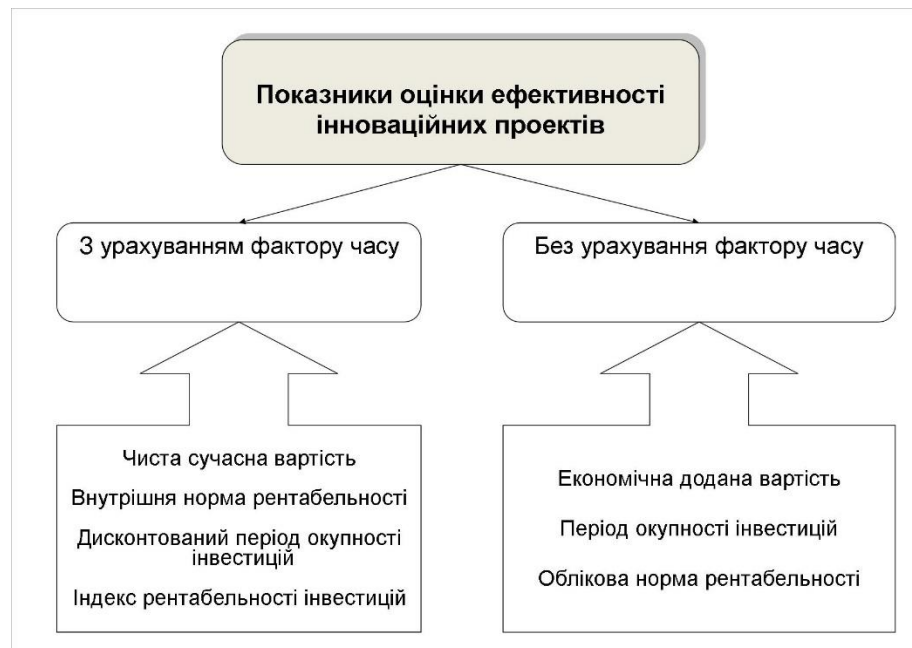 Показники оцінки ефективності
інноваційних проектів
З урахуванням фактору часу
Без урахування фактору часу
Чиста сучасна вартість
Внутрішня норма рентабельності
Дисконтований період окупності
інвестицій
Індекс рентабельності інвестицій
Економічна додана вартість
Період окупності інвестицій
Облікова норма рентабельності